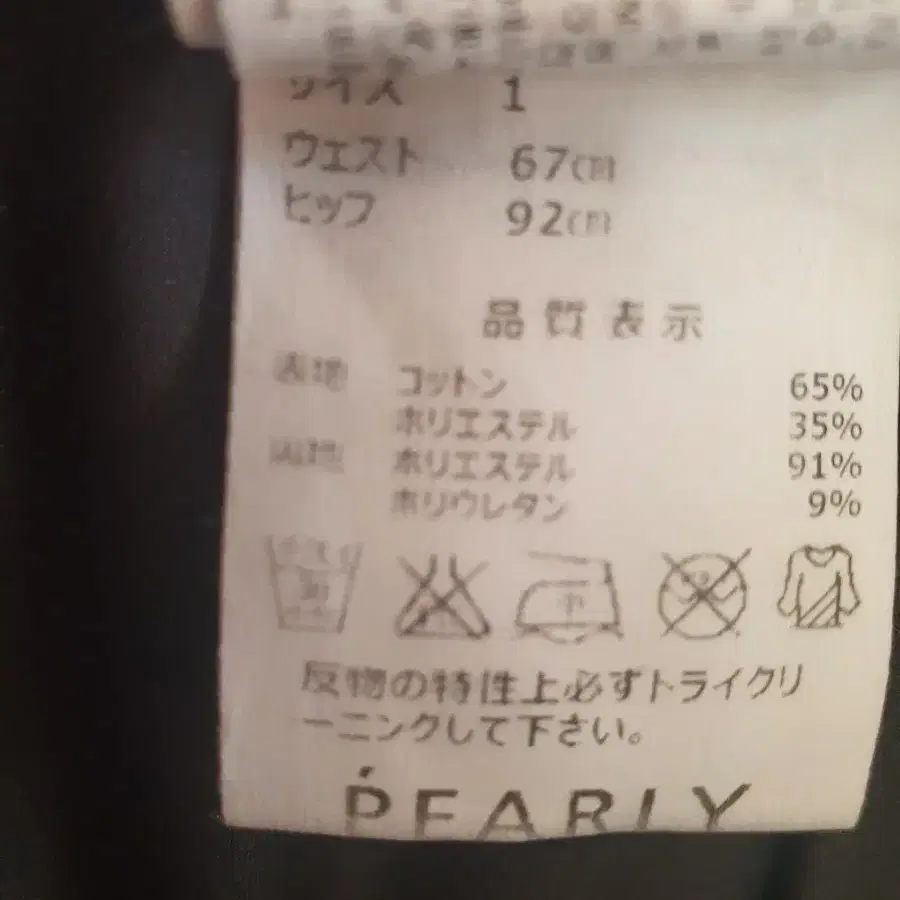 サイズ 1
ウェスト 67cm
ヒップ 92cm
品質表示
表地 コットン 65%
ポリエステル 35%
ポリエステル 91%
ポリウレタン 9%
中
反物の特性上必ずドライクリ
ーニングして下さい。
PEARLY